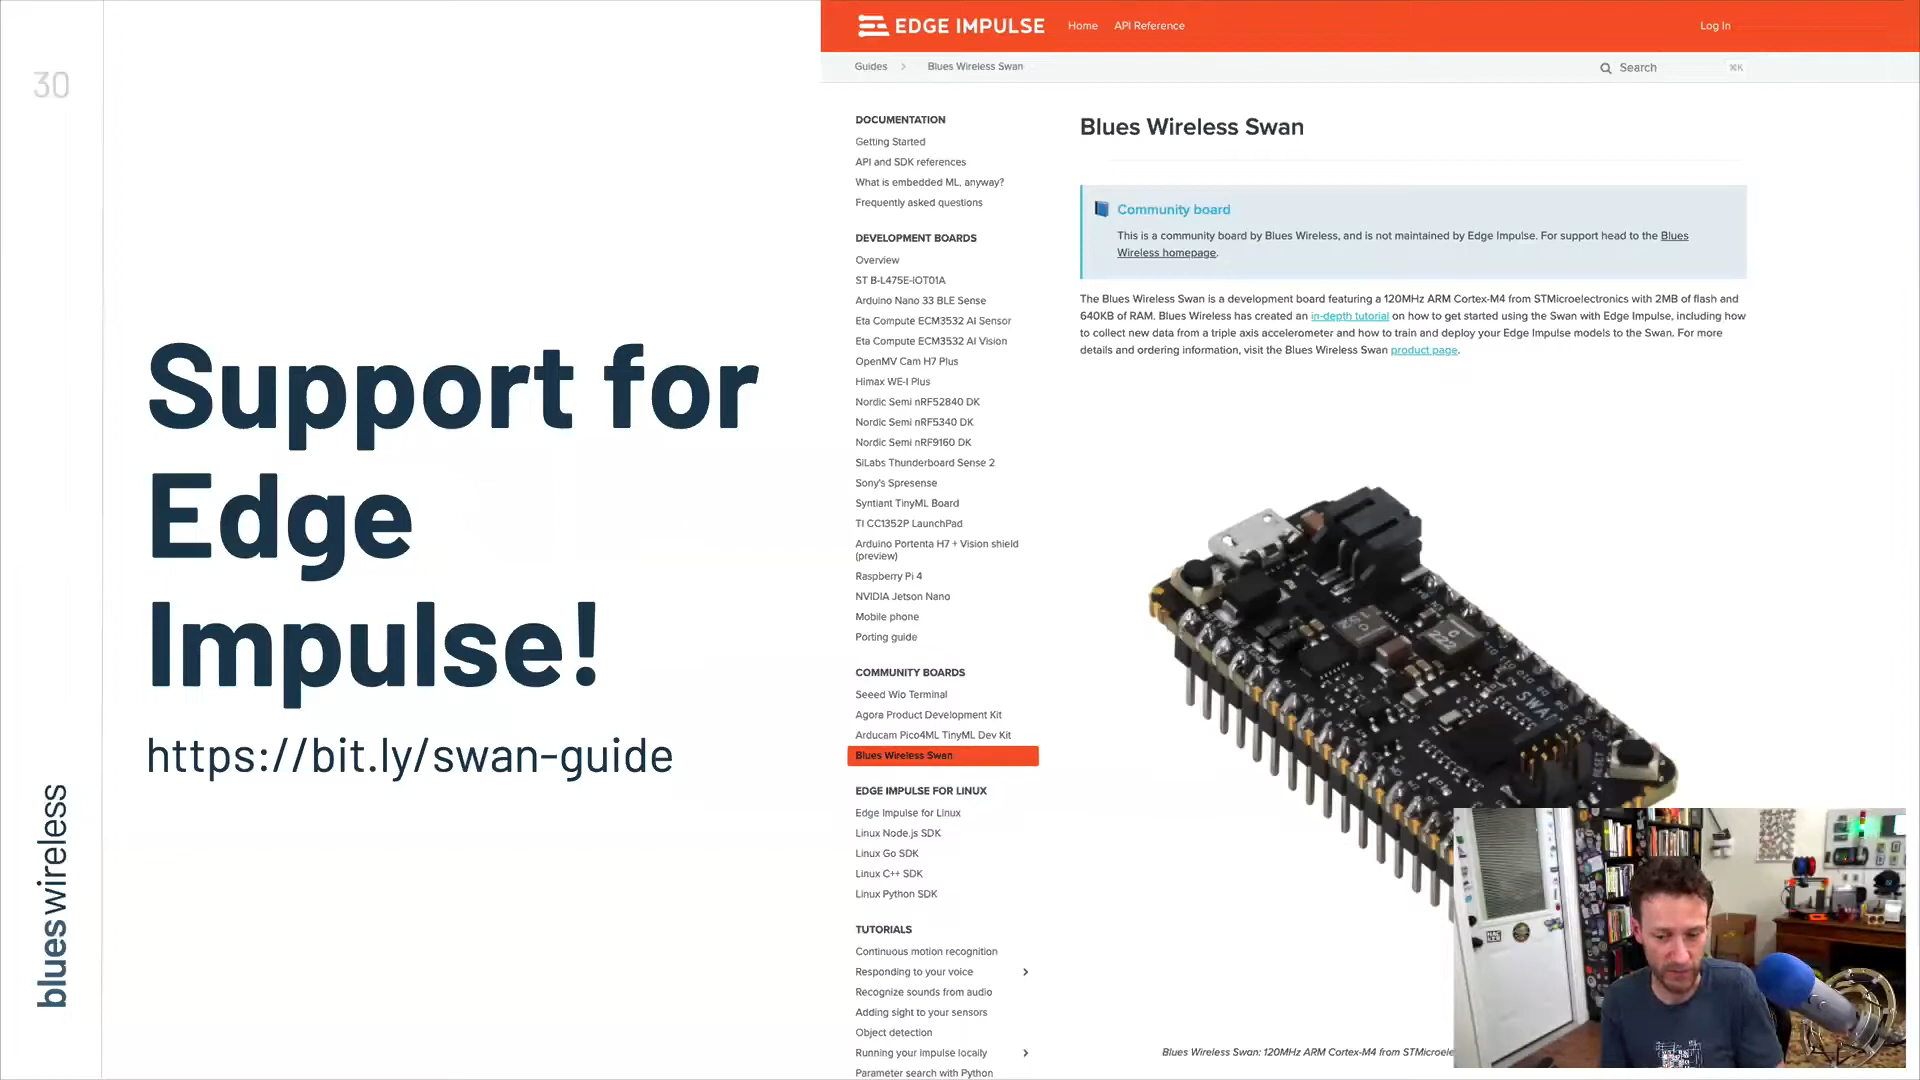 30
Support for
Edge
Impulse!
https://bit.ly/swan-guide
blues wireless
EDGE IMPULSE
Home
API Reference
Log In
Guides
Blues Wireless Swan
Search
⌘K
DOCUMENTATION
Getting Started
API and SDK references
What is embedded ML, anyway?
Frequently asked questions
DEVELOPMENT BOARDS
Overview
ST B-L475E-IOT01A
Arduino Nano 33 BLE Sense
Eta Compute ECM3532 AI Sensor
Eta Compute ECM3532 AI Vision
OpenMV Cam H7 Plus
Himax WE-I Plus
Nordic Semi nRF52840 DK
Nordic Semi nRF5340 DK
Nordic Semi nRF9160 DK
SiLabs Thunderboard Sense 2
Sony's Spresense
Syntiant TinyML Board
TI CC1352P LaunchPad
Arduino Portenta H7 + Vision shield
(preview)
Raspberry Pi 4
NVIDIA Jetson Nano
Mobile phone
Porting guide
COMMUNITY BOARDS
Seeed Wio Terminal
Agora Product Development Kit
Arducam Pico4ML TinyML Dev Kit
Blues Wireless Swan
EDGE IMPULSE FOR LINUX
Edge Impulse for Linux
Linux Node.js SDK
Linux Go SDK
Linux C++ SDK
Linux Python SDK
TUTORIALS
Continuous motion recognition
Responding to your voice
Recognize sounds from audio
Adding sight to your sensors
Object detection
Running your impulse locally
Parameter search with Python
Blues Wireless Swan
Community board
This is a community board by Blues Wireless, and is not maintained by Edge Impulse. For support head to the Blues
Wireless homepage.
The Blues Wireless Swan is a development board featuring a 120MHz ARM Cortex-M4 from STMicroelectronics with 2MB of flash and
640KB of RAM. Blues Wireless has created an in-depth tutorial on how to get started using the Swan with Edge Impulse, including how
to collect new data from a triple axis accelerometer and how to train and deploy your Edge Impulse models to the Swan. For more
details and ordering information, visit the Blues Wireless Swan product page.
SWAN
222
Blues Wireless Swan: 120MHz ARM Cortex-M4 from STMicroele